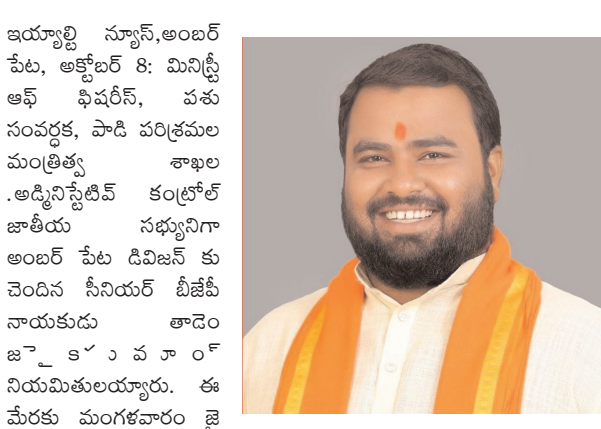 ఇయ్యాల్టి న్యూస్,అంబర్
పేట, అక్టోబర్ 8: మినిస్ట్రీ
ఆఫ్ ఫిషరీస్, పశు
సంవర్ధక, పాడి పరిశ్రమల
మంత్రిత్వ శాఖల
.అడ్మినిస్టేటివ్ కంట్రోల్
జాతీయ సభ్యునిగా
అంబర్ పేట డివిజన్ కు
చెందిన సీనియర్ బీజేపీ
నాయకుడు తాడెం
జై కుమార్
నియమితులయ్యారు. ఈ
మేరకు మంగళవారం జై